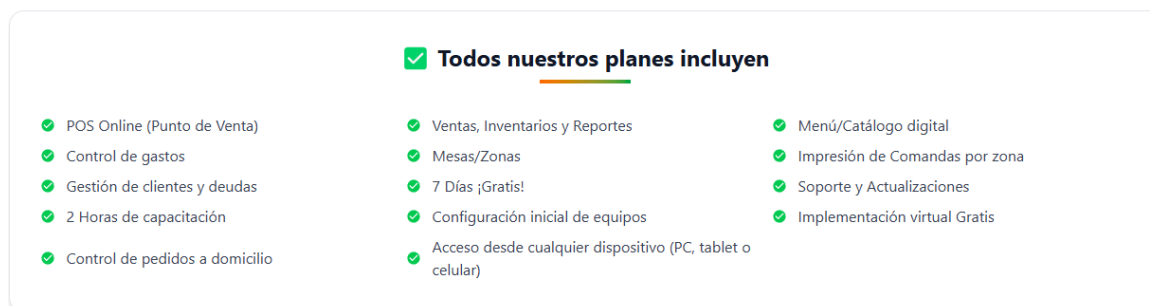 Todos nuestros planes incluyen
POS Online (Punto de Venta)
Ventas, Inventarios y Reportes
Menú/Catálogo digital
Control de gastos
Mesas/Zonas
Impresión de Comandas por zona
Gestión de clientes y deudas
7 Días ¡Gratis!
Soporte y Actualizaciones
2 Horas de capacitación
Configuración inicial de equipos
Implementación virtual Gratis
Control de pedidos a domicilio
Acceso desde cualquier dispositivo (PC, tablet o
celular)